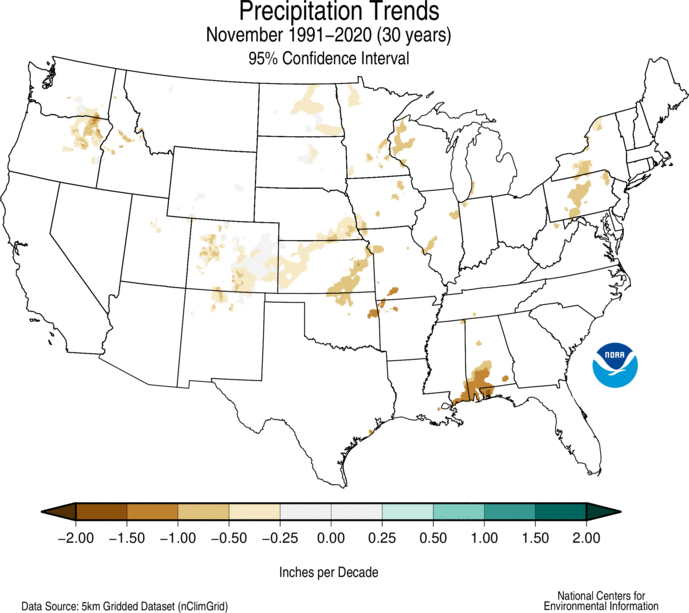 Precipitation Trends
November 1991–2020 (30 years)
95% Confidence Interval
NOAA
−2.00 −1.50 −1.00 −0.50 −0.25 0.00 0.25 0.50 1.00 1.50 2.00
Inches per Decade
Data Source: 5km Gridded Dataset (nClimGrid)
National Centers for
Environmental Information